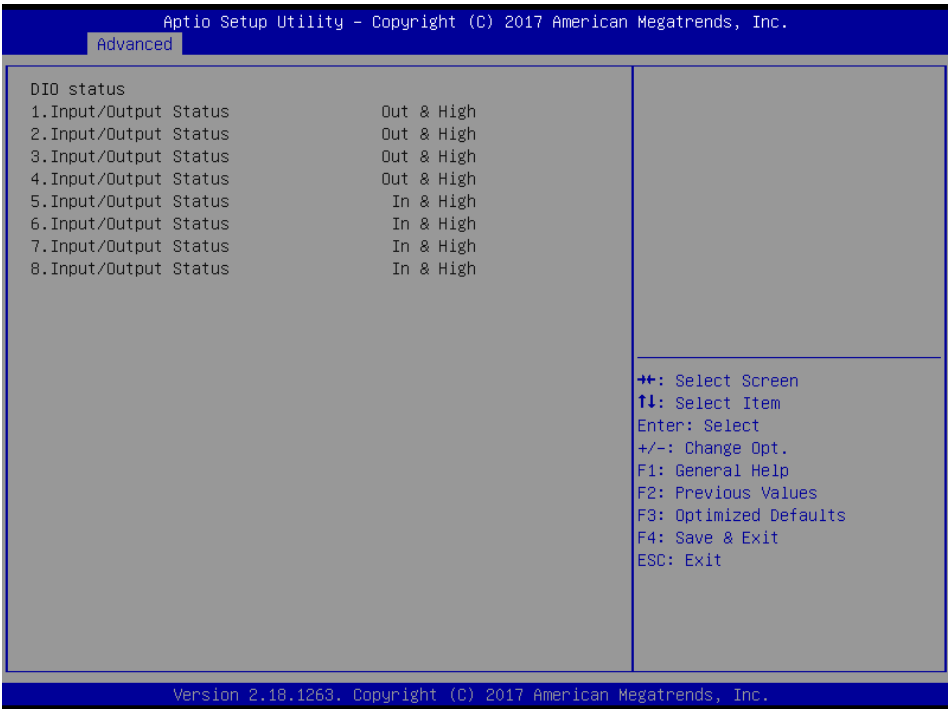 Aptio Setup Utility – Copyright (C) 2017 American Megatrends, Inc.
Advanced
DIO status
1.Input/Output Status Out & High
2.Input/Output Status Out & High
3.Input/Output Status Out & High
4.Input/Output Status Out & High
5.Input/Output Status In & High
6.Input/Output Status In & High
7.Input/Output Status In & High
8.Input/Output Status In & High
→←: Select Screen
↑↓: Select Item
Enter: Select
+/-: Change Opt.
F1: General Help
F2: Previous Values
F3: Optimized Defaults
F4: Save & Exit
ESC: Exit
Version 2.18.1263. Copyright (C) 2017 American Megatrends, Inc.